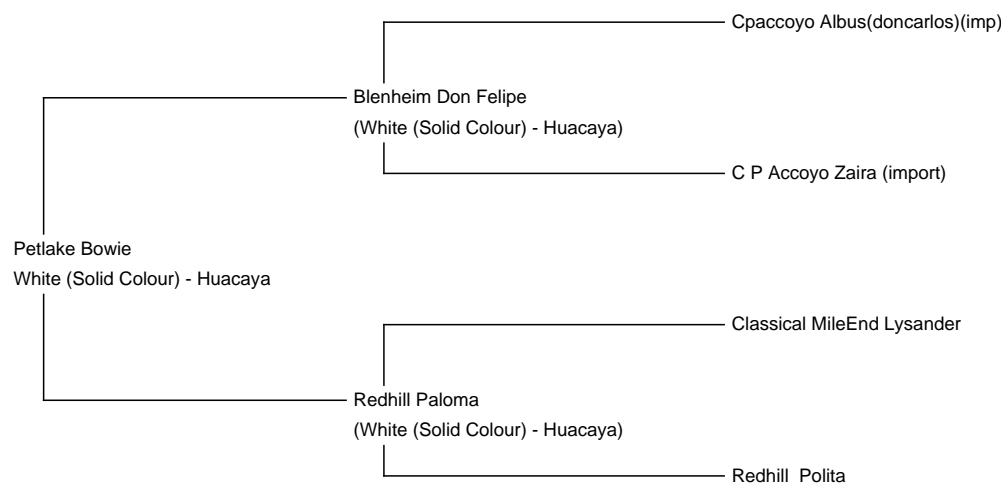 Cpaccoyo Albus(doncarlos)(imp)
Blenheim Don Felipe
(White (Solid Colour) - Huacaya)
C P Accoyo Zaira (import)
Petlake Bowie
White (Solid Colour) - Huacaya
Classical MileEnd Lysander
Redhill Paloma
(White (Solid Colour) - Huacaya)
Redhill  Polita